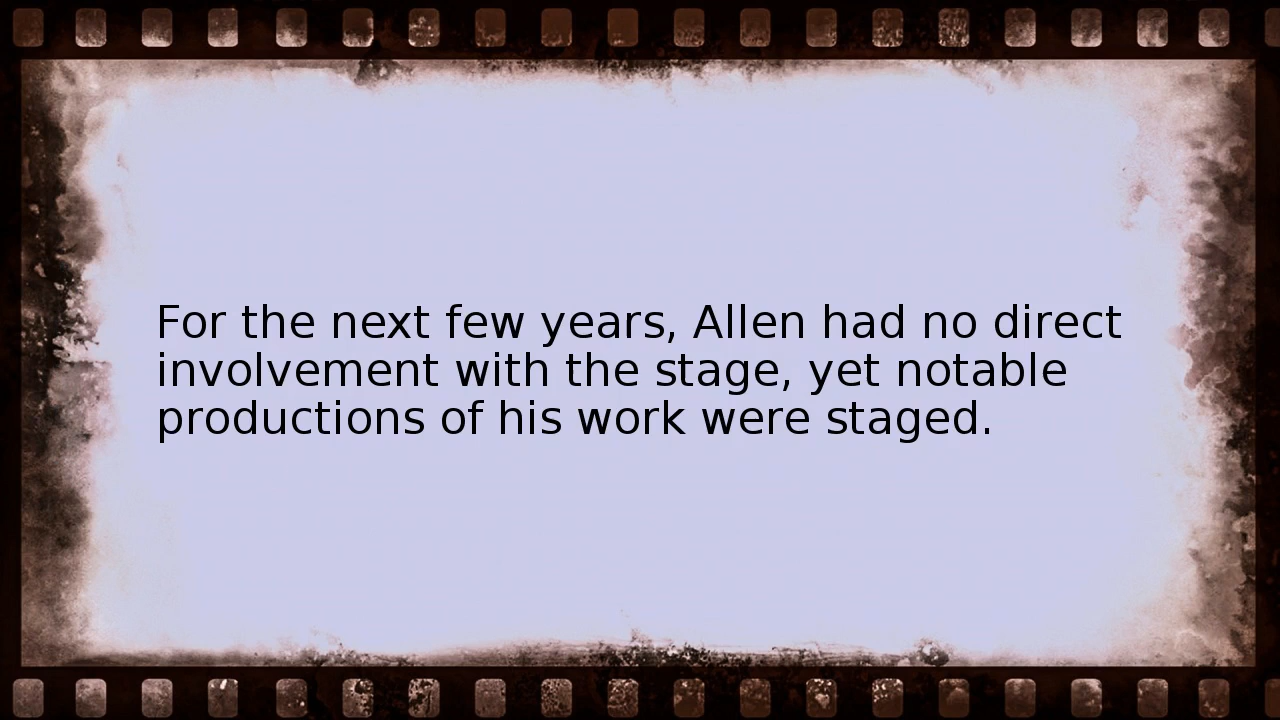 For the next few years, Allen had no direct
involvement with the stage, yet notable
productions of his work were staged.